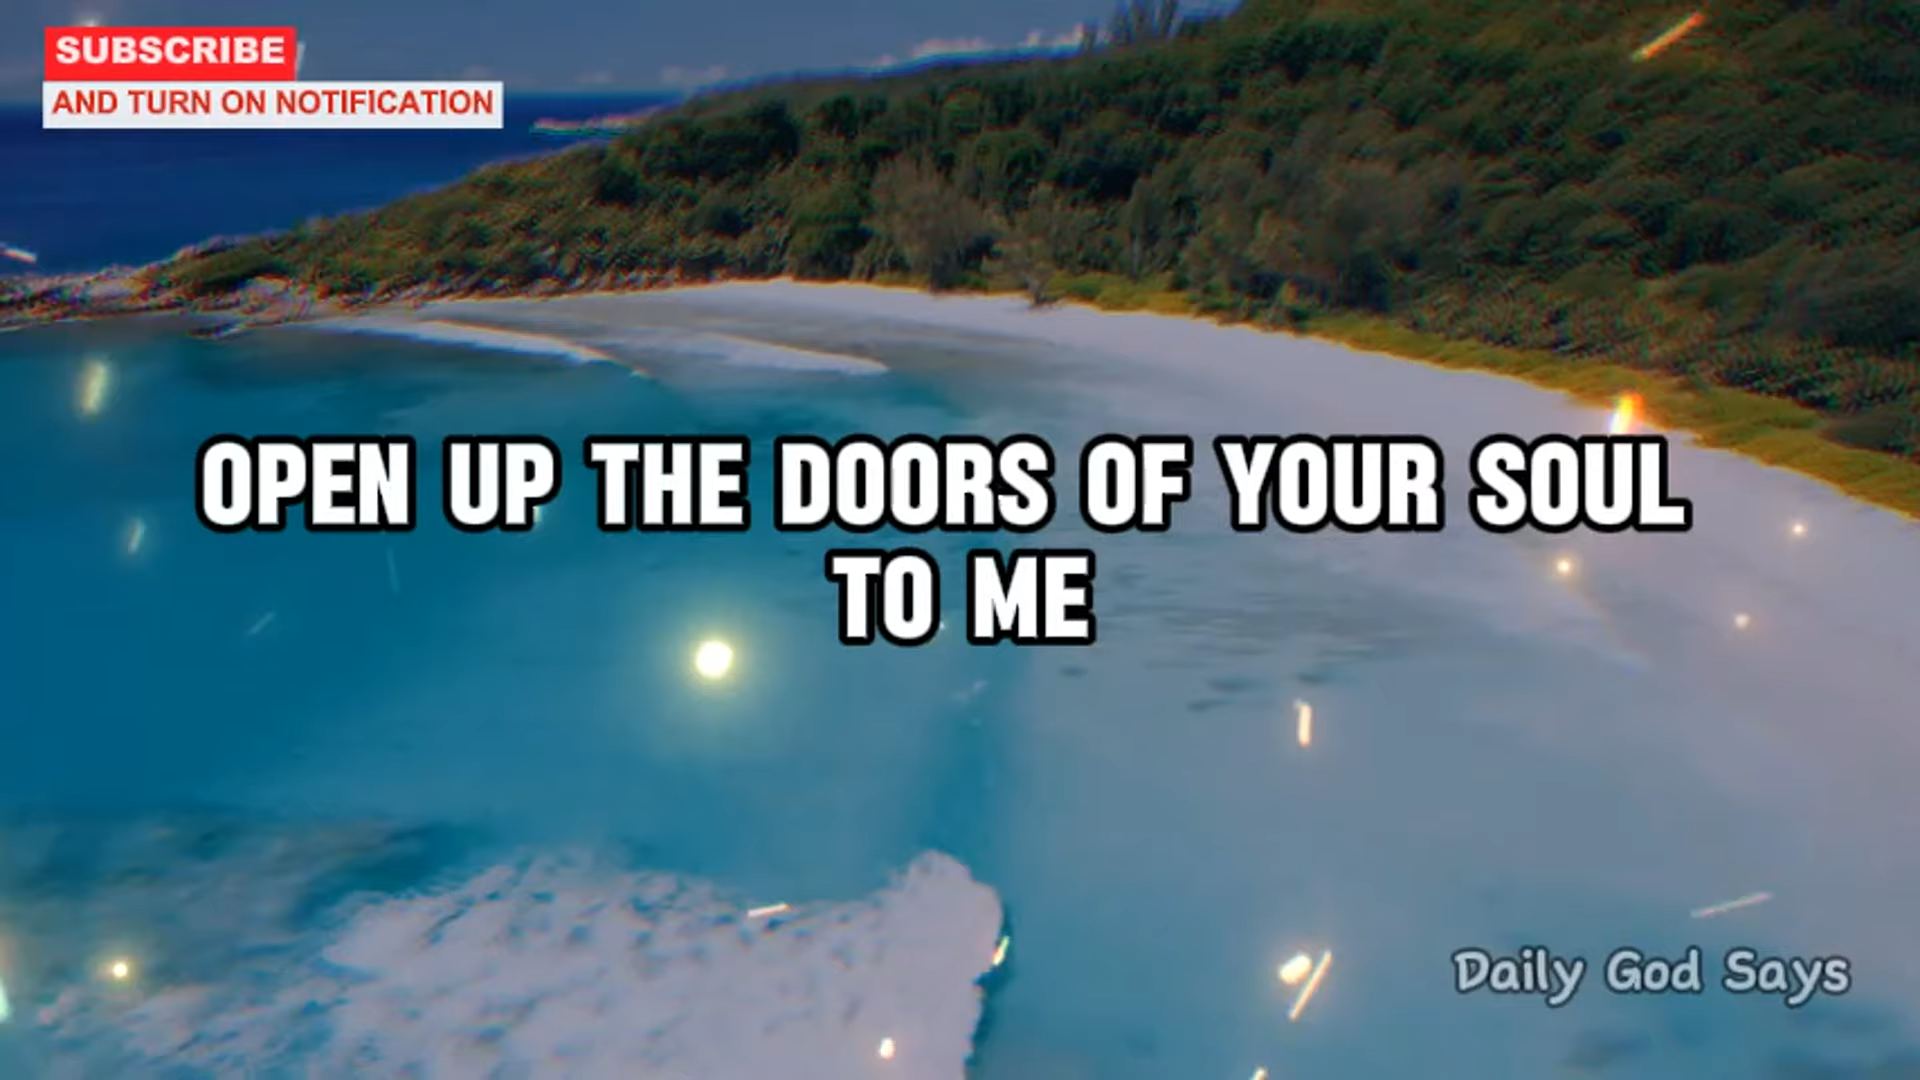 SUBSCRIBE
AND TURN ON NOTIFICATION
OPEN UP THE DOORS OF YOUR SOUL
TO ME
Daily God Says